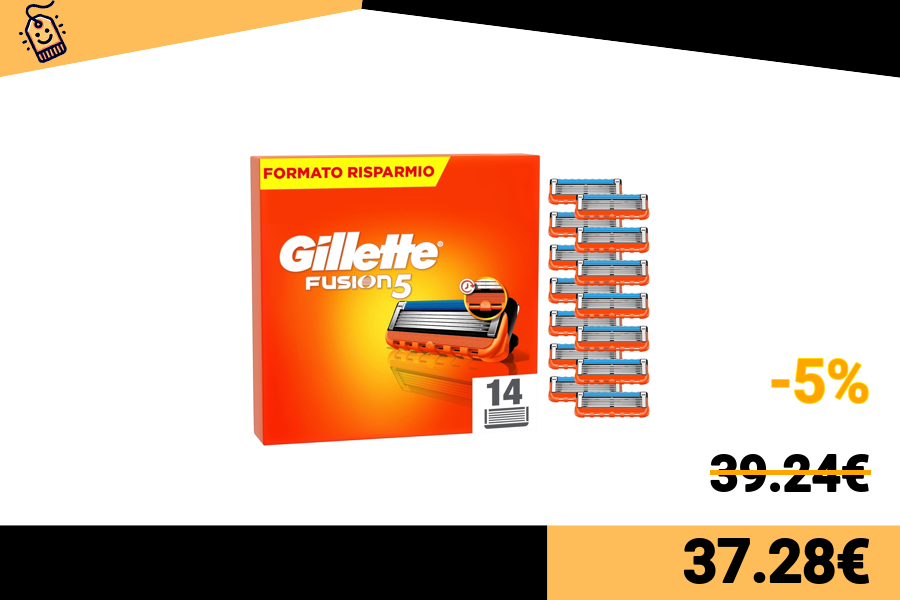 FORMATO RISPARMIO
Gillette®
FUSION5
14
-5%
39.24€
37.28€